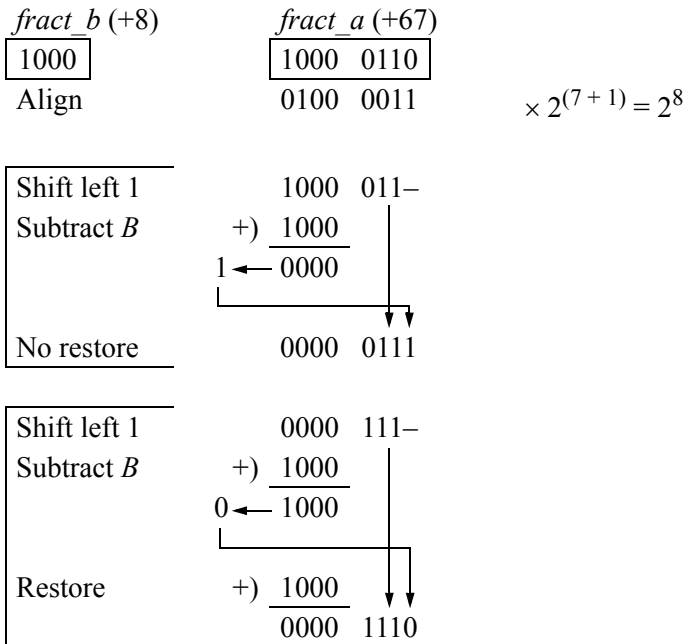 fract_b (+8) fract_a (+67)
1000 1000 0110
Align 0100 0011 × 2^(7 + 1) = 2^8
Shift left 1 1000 011–
Subtract B +) 1000
1 0000
No restore 0000 0111
Shift left 1 0000 111–
Subtract B +) 1000
0 1000
Restore +) 1000
0000 1110